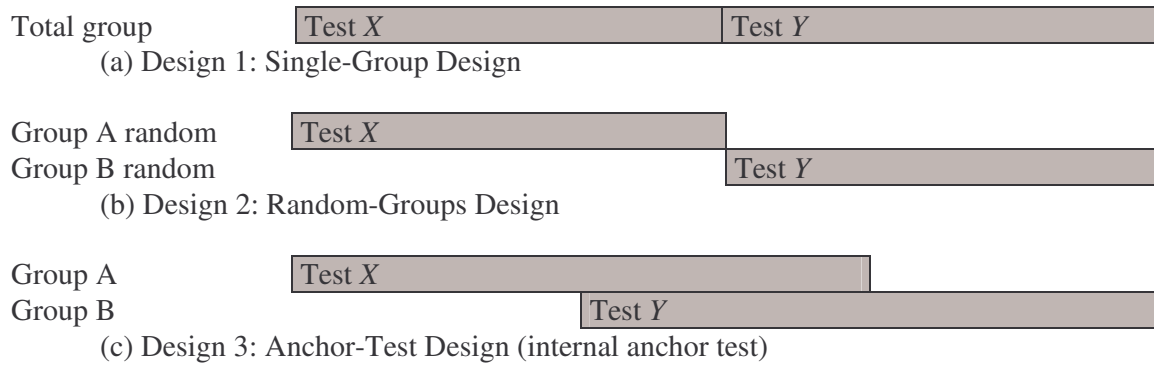 Total group Test X Test Y
(a) Design 1: Single-Group Design
Group A random Test X
Group B random Test Y
(b) Design 2: Random-Groups Design
Group A Test X
Group B Test Y
(c) Design 3: Anchor-Test Design (internal anchor test)